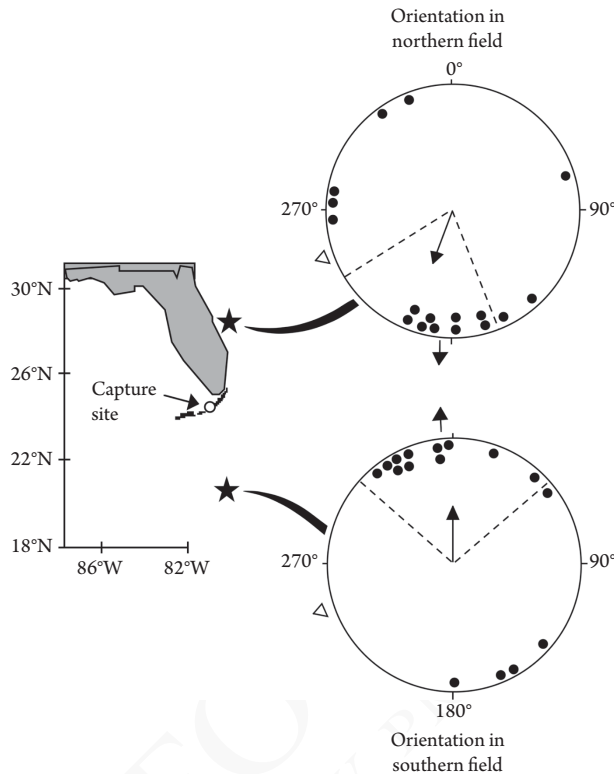 Orientation in
northern field
0°
270°
90°
30°N
26°N
Capture
site
22°N
18°N
86°W
82°W
270°
90°
180°
Orientation in
southern field